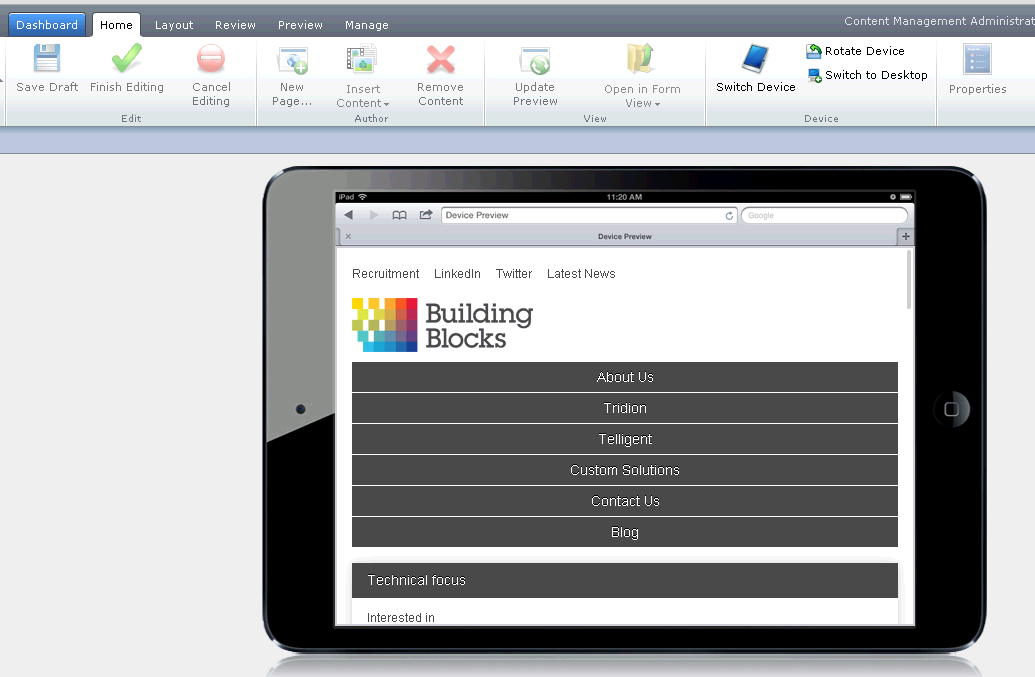 Content Management Administrat
Dashboard Home Layout Review Preview Manage
Save Draft
Finish Editing
Cancel
Editing
Edit
New
Page...
Insert
Content
Remove
Content
Author
Update
Preview
Open in Form
View
View
Switch Device
Rotate Device
Switch to Desktop
Device
Properties
iPad 11:20 AM
Device Preview Google
Device Preview
Recruitment LinkedIn Twitter Latest News
Building
Blocks
About Us
Tridion
Telligent
Custom Solutions
Contact Us
Blog
Technical focus
Interested in